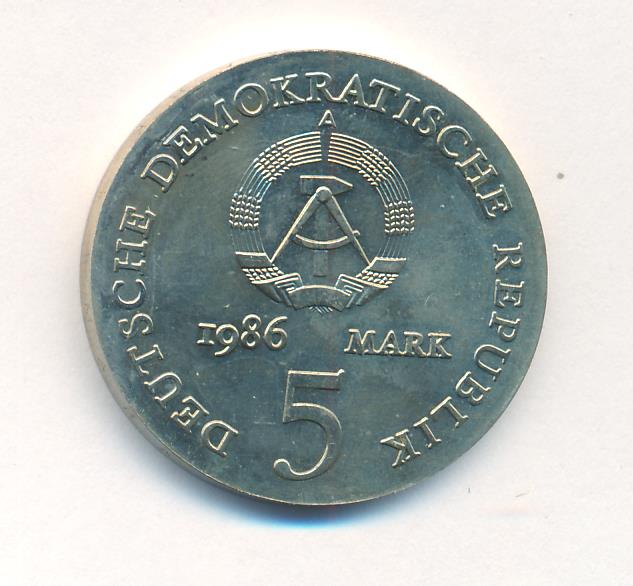 DEUTSCHE DEMOKRATISCHE REPUBLIK
A
1986 MARK
5